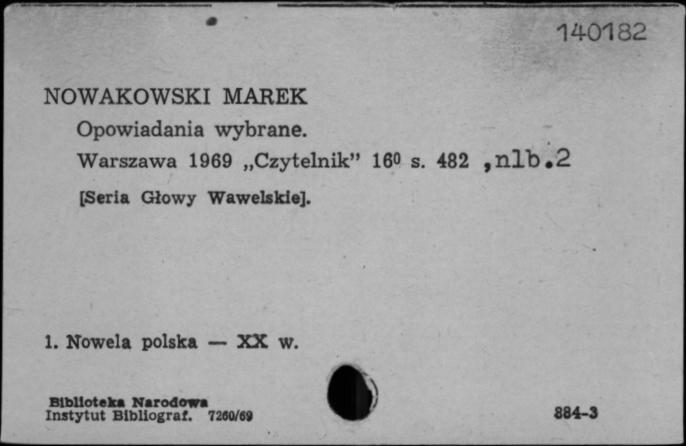 140182
NOWAKOWSKI MAREK
Opowiadania wybrane.
Warszawa 1969 „Czytelnik” 16⁰ s. 482 ,nlb.2
[Seria Głowy Wawelskie].
1. Nowela polska — XX w.
Biblioteka Narodowa
Instytut Bibliograf. 7260/69
884-3